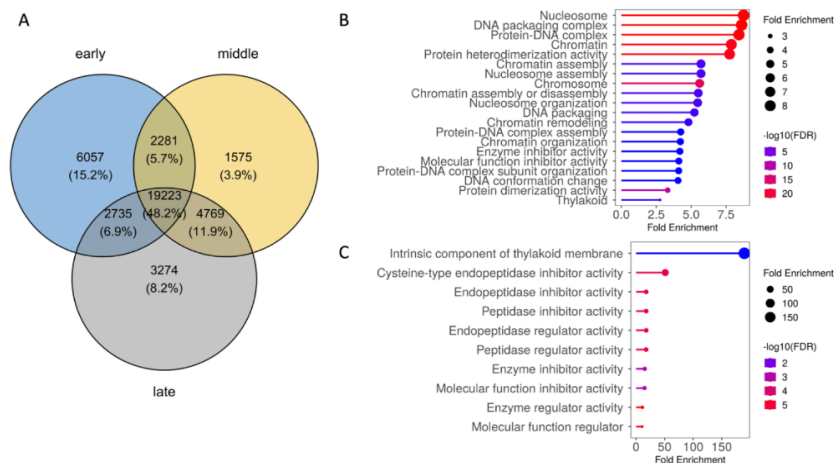 A
early
middle
6057
(15.2%)
2281
(5.7%)
1575
(3.9%)
19223
(48.2%)
2735
(6.9%)
4769
(11.9%)
3274
(8.2%)
late
B
Nucleosome
DNA packaging complex
Protein-DNA complex
Chromatin
Protein heterodimerization activity
Chromatin assembly
Nucleosome assembly
Chromosome
Chromatin assembly or disassembly
Nucleosome organization
DNA packaging
Chromatin remodeling
Protein-DNA complex assembly
Chromatin organization
Enzyme inhibitor activity
Molecular function inhibitor activity
Protein-DNA complex subunit organization
DNA conformation change
Protein dimerization activity
Thylakoid
0.0 2.5 5.0 7.5
Fold Enrichment
Fold Enrichment
3
4
5
6
7
8
-log10(FDR)
5
10
15
20
C
Intrinsic component of thylakoid membrane
Cysteine-type endopeptidase inhibitor activity
Endopeptidase inhibitor activity
Peptidase inhibitor activity
Endopeptidase regulator activity
Peptidase regulator activity
Enzyme inhibitor activity
Molecular function inhibitor activity
Enzyme regulator activity
Molecular function regulator
0 50 100 150
Fold Enrichment
Fold Enrichment
50
100
150
-log10(FDR)
2
3
4
5